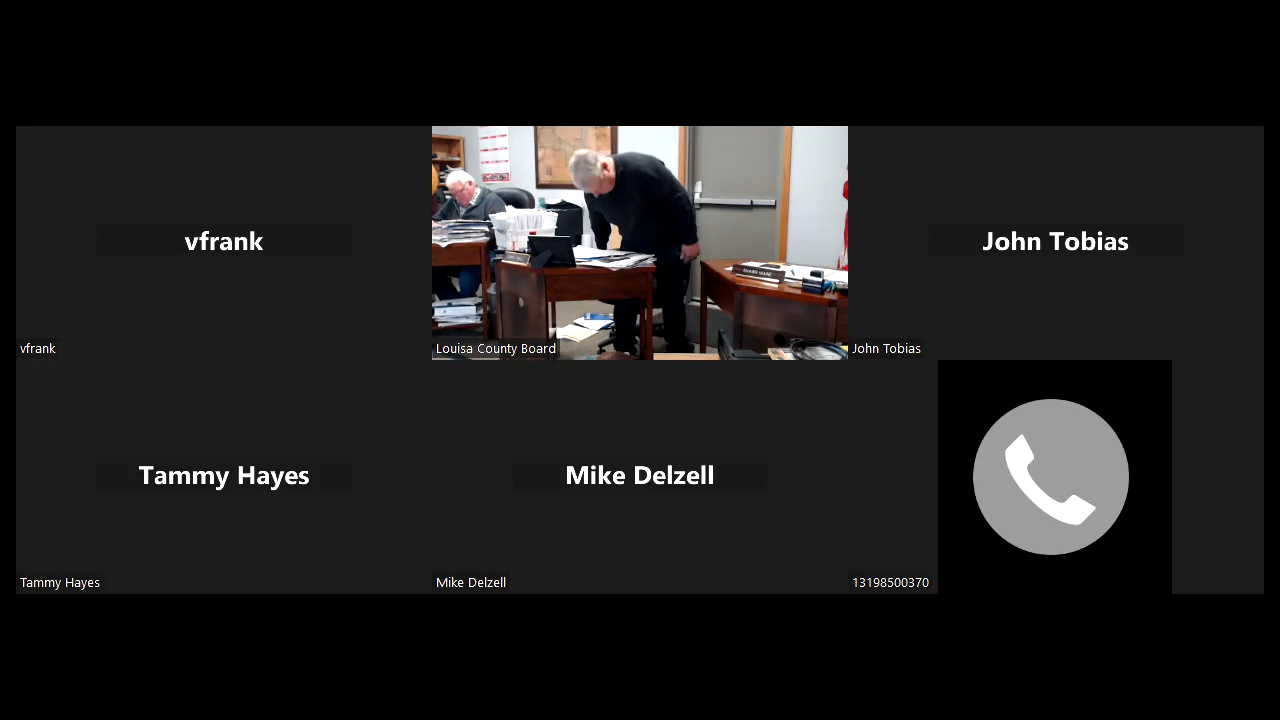 vfrank
John Tobias
vfrank
Louisa County Board
John Tobias
Tammy Hayes
Mike Delzell
Tammy Hayes
Mike Delzell
13198500370